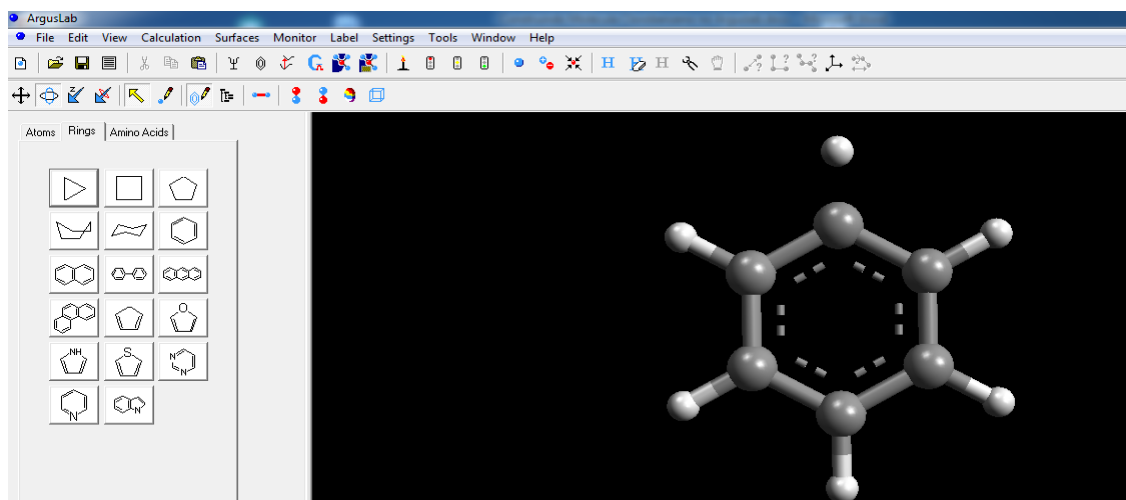 ArgusLab
File Edit View Calculation Surfaces Monitor Label Settings Tools Window Help
Ψ H H
Atoms Rings Amino Acids
O
NH S N N
N N